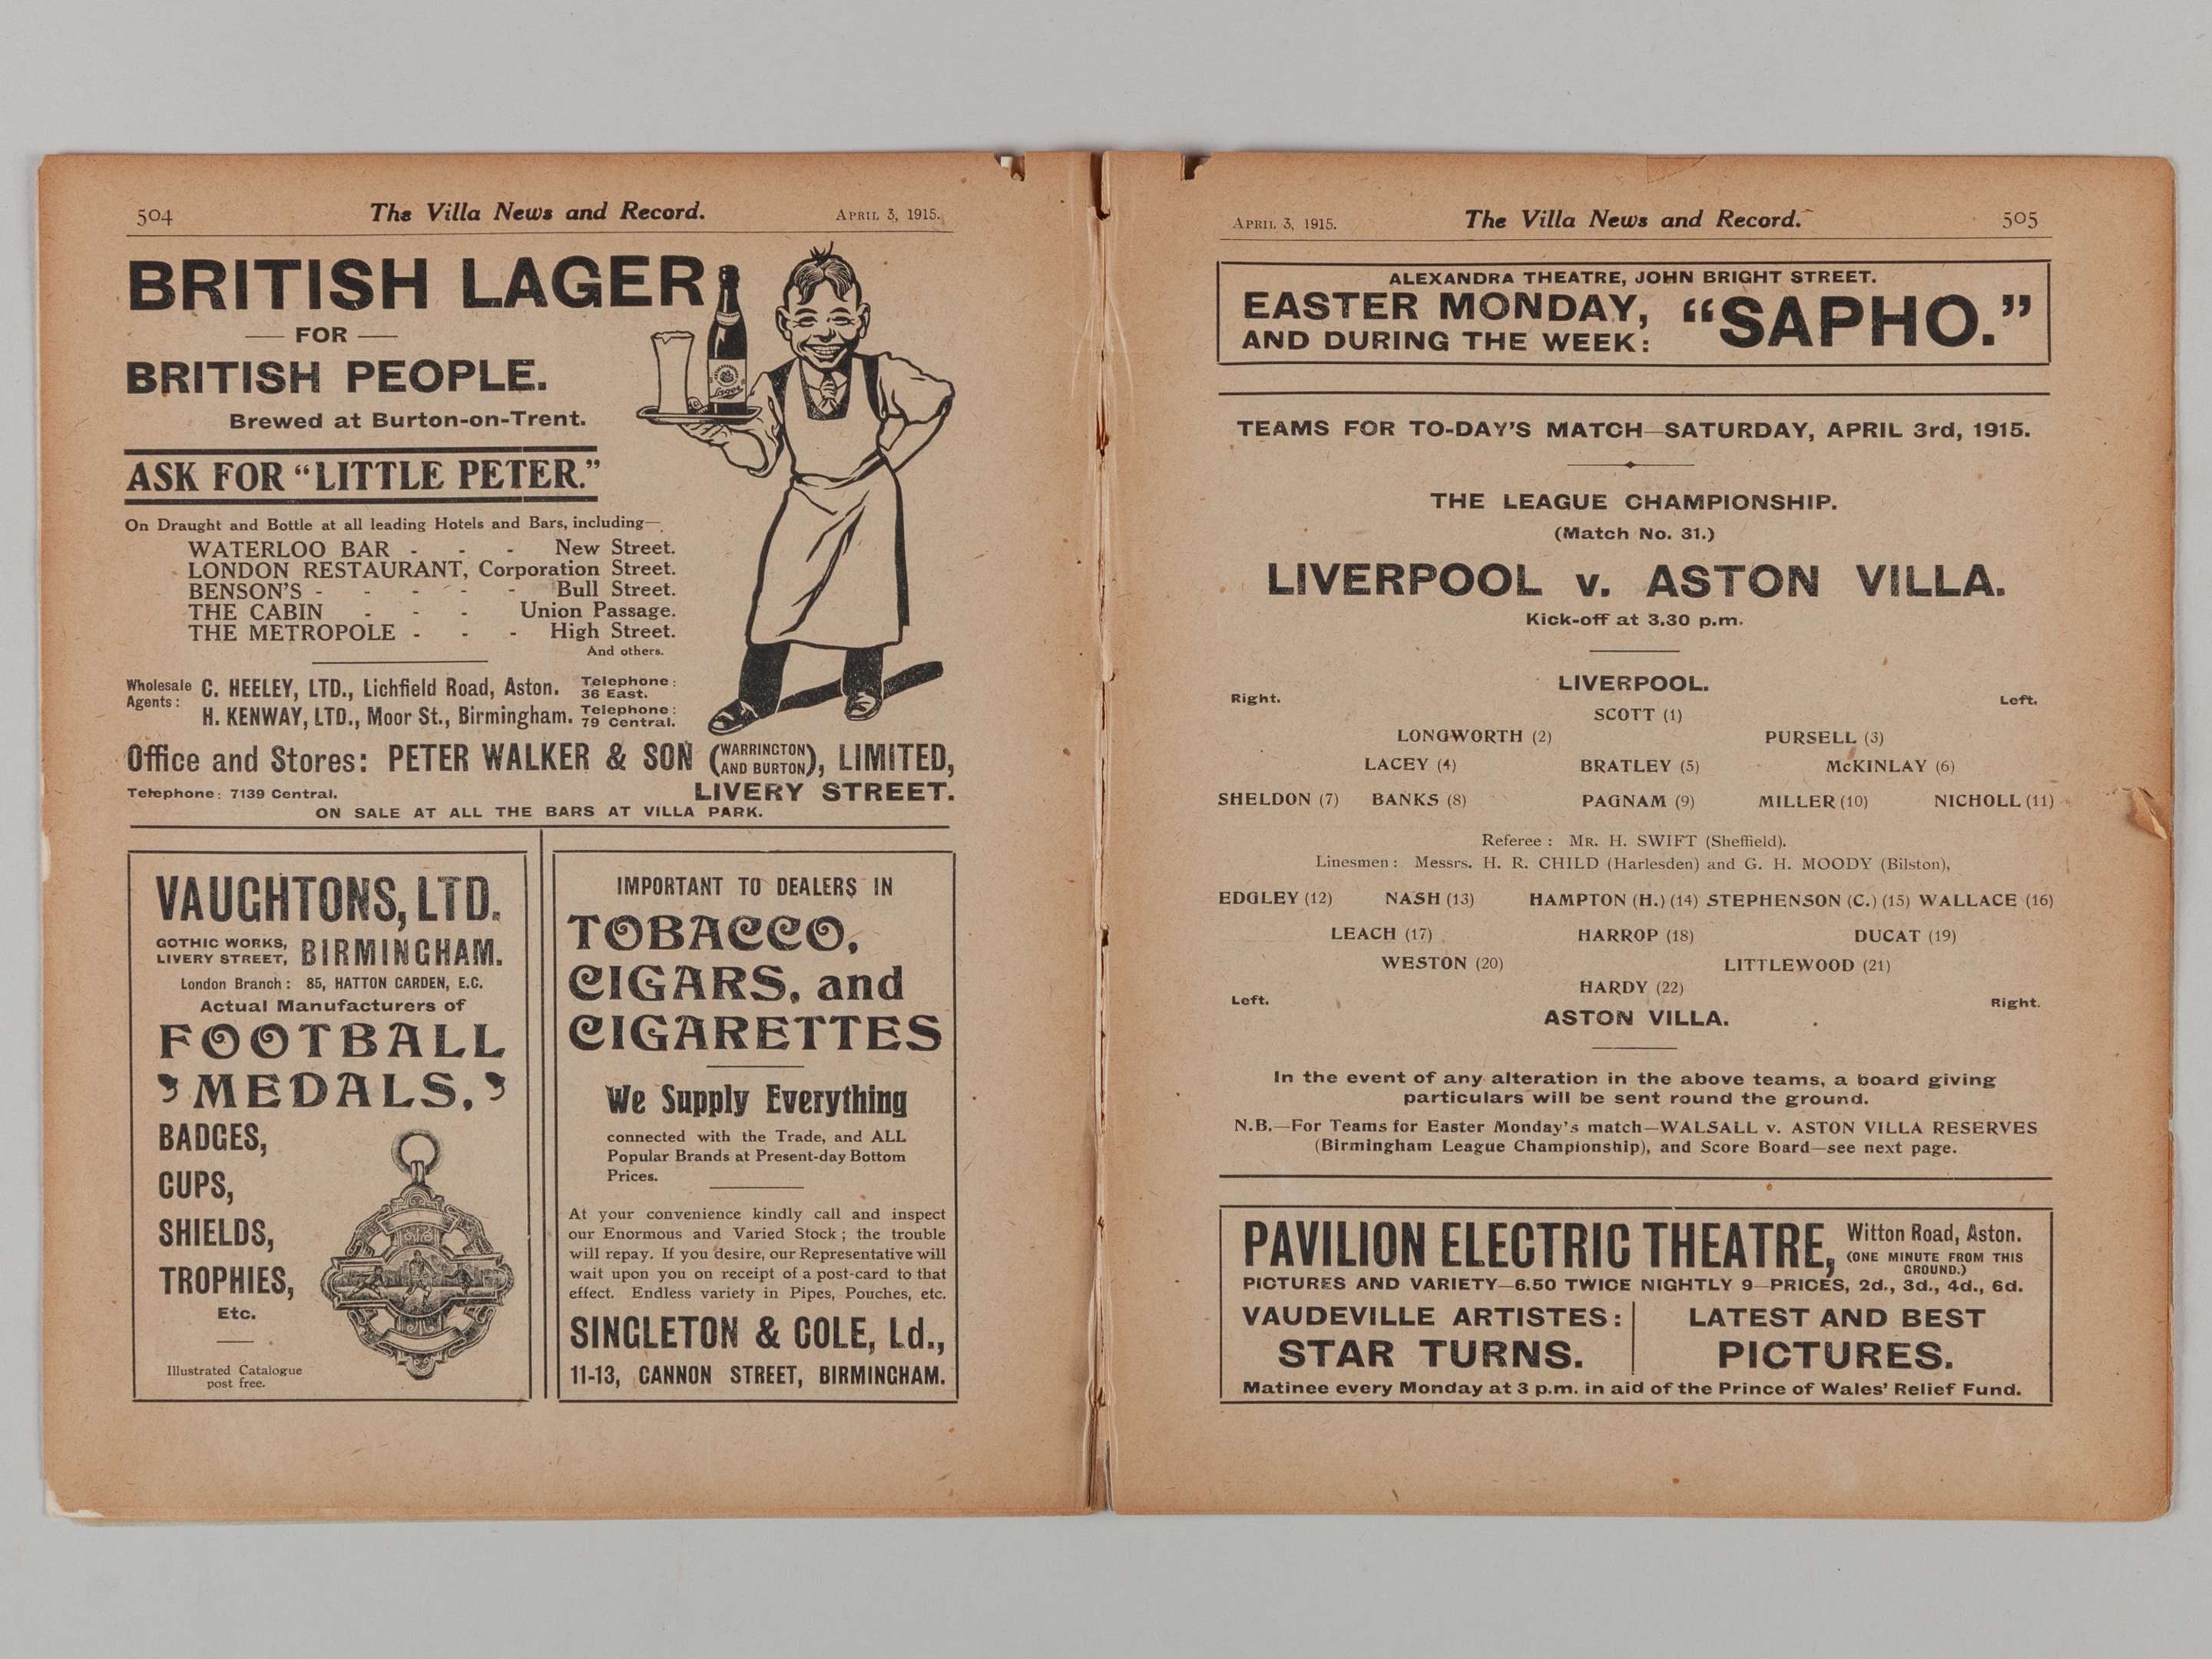 504 The Villa News and Record. APRIL 3, 1915.
BRITISH LAGER
— FOR —
BRITISH PEOPLE.
Brewed at Burton-on-Trent.
ASK FOR “LITTLE PETER.”
On Draught and Bottle at all leading Hotels and Bars, including—
WATERLOO BAR - - - New Street.
LONDON RESTAURANT, Corporation Street.
BENSON'S - - - - - Bull Street.
THE CABIN - - - Union Passage.
THE METROPOLE - - - High Street.
And others.
Wholesale Agents: C. HEELEY, LTD., Lichfield Road, Aston. Telephone: 36 East.
H. KENWAY, LTD., Moor St., Birmingham. Telephone: 79 Central.
Office and Stores: PETER WALKER & SON (WARRINGTON AND BURTON), LIMITED,
Telephone: 7139 Central. LIVERY STREET.
ON SALE AT ALL THE BARS AT VILLA PARK.
VAUGHTONS, LTD.
GOTHIC WORKS, LIVERY STREET, BIRMINGHAM.
London Branch: 85, HATTON GARDEN, E.C.
Actual Manufacturers of
FOOTBALL
MEDALS,
BADGES,
CUPS,
SHIELDS,
TROPHIES,
Etc.
Illustrated Catalogue
post free.
IMPORTANT TO DEALERS IN
TOBACCO,
CIGARS, and
CIGARETTES
We Supply Everything
connected with the Trade, and ALL
Popular Brands at Present-day Bottom
Prices.
At your convenience kindly call and inspect
our Enormous and Varied Stock; the trouble
will repay. If you desire, our Representative will
wait upon you on receipt of a post-card to that
effect. Endless variety in Pipes, Pouches, etc.
SINGLETON & COLE, Ld.,
11-13, CANNON STREET, BIRMINGHAM.
APRIL 3, 1915. The Villa News and Record. 505
ALEXANDRA THEATRE, JOHN BRIGHT STREET.
EASTER MONDAY,
AND DURING THE WEEK: “SAPHO.”
TEAMS FOR TO-DAY'S MATCH—SATURDAY, APRIL 3rd, 1915.
THE LEAGUE CHAMPIONSHIP.
(Match No. 31.)
LIVERPOOL v. ASTON VILLA.
Kick-off at 3.30 p.m.
LIVERPOOL.
Right. Left.
SCOTT (1)
LONGWORTH (2) PURSELL (3)
LACEY (4) BRATLEY (5) McKINLAY (6)
SHELDON (7) BANKS (8) PAGNAM (9) MILLER (10) NICHOLL (11)
Referee: MR. H. SWIFT (Sheffield).
Linesmen: Messrs. H. R. CHILD (Harlesden) and G. H. MOODY (Bilston),
EDGLEY (12) NASH (13) HAMPTON (H.) (14) STEPHENSON (C.) (15) WALLACE (16)
LEACH (17) HARROP (18) DUCAT (19)
WESTON (20) LITTLEWOOD (21)
HARDY (22)
Left. Right.
ASTON VILLA.
In the event of any alteration in the above teams, a board giving
particulars will be sent round the ground.
N.B.—For Teams for Easter Monday's match—WALSALL v. ASTON VILLA RESERVES
(Birmingham League Championship), and Score Board—see next page.
PAVILION ELECTRIC THEATRE, Witton Road, Aston.
(ONE MINUTE FROM THIS GROUND.)
PICTURES AND VARIETY—6.50 TWICE NIGHTLY 9—PRICES, 2d., 3d., 4d., 6d.
VAUDEVILLE ARTISTES:
STAR TURNS.
LATEST AND BEST
PICTURES.
Matinee every Monday at 3 p.m. in aid of the Prince of Wales' Relief Fund.